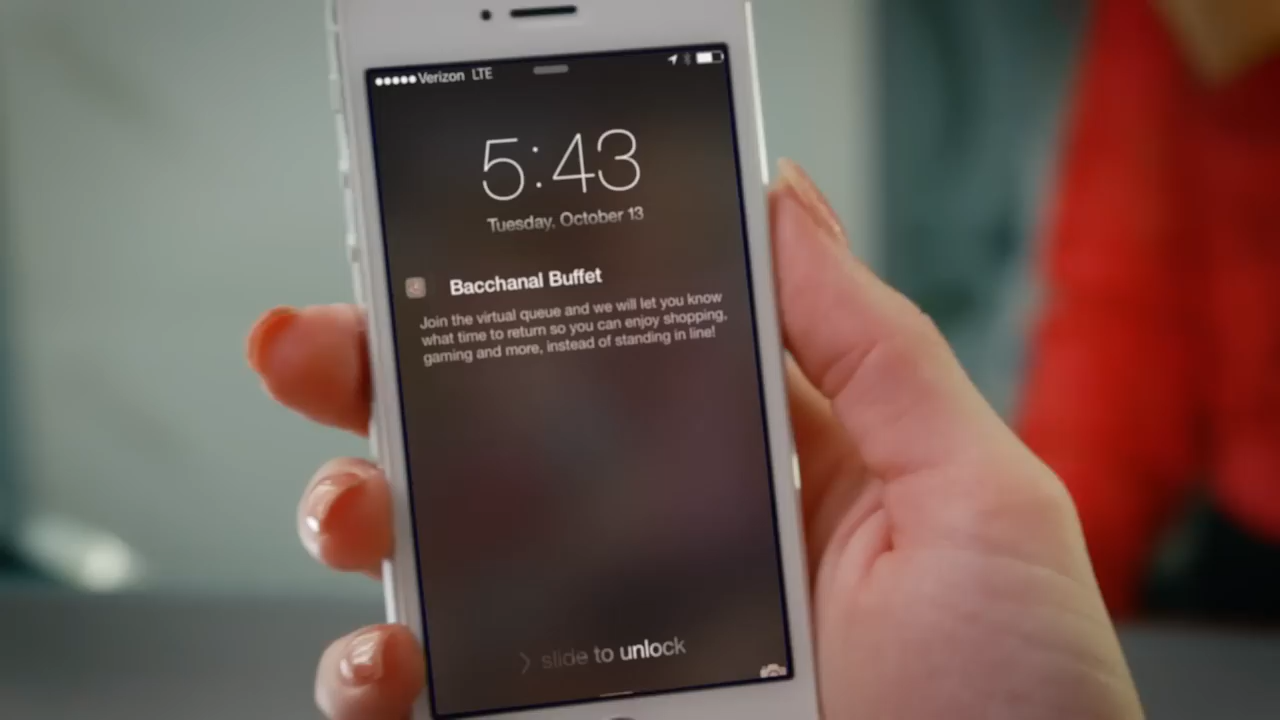 Verizon LTE
5:43
Tuesday, October 13
Bacchanal Buffet
Join the virtual queue and we will let you know
what time to return so you can enjoy shopping,
gaming and more, instead of standing in line!
slide to unlock